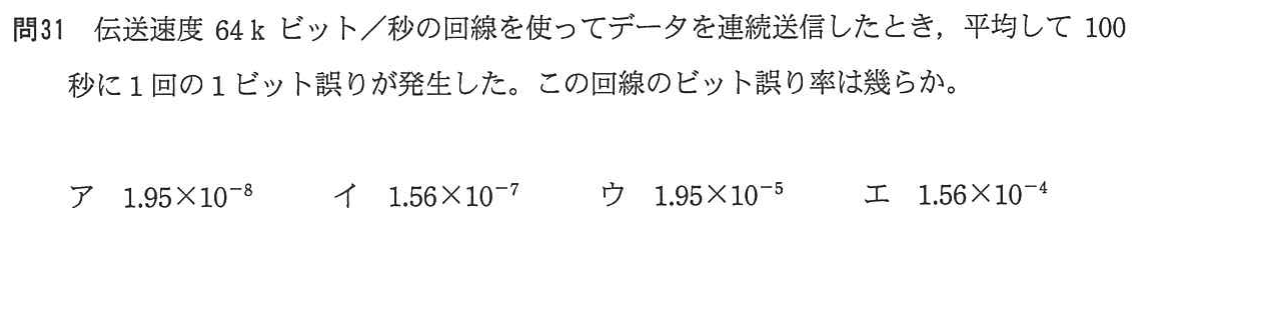 問31 伝送速度 64 k ビット／秒の回線を使ってデータを連続送信したとき，平均して 100
秒に1回の1ビット誤りが発生した。この回線のビット誤り率は幾らか。
ア 1.95×10⁻⁸ イ 1.56×10⁻⁷ ウ 1.95×10⁻⁵ エ 1.56×10⁻⁴